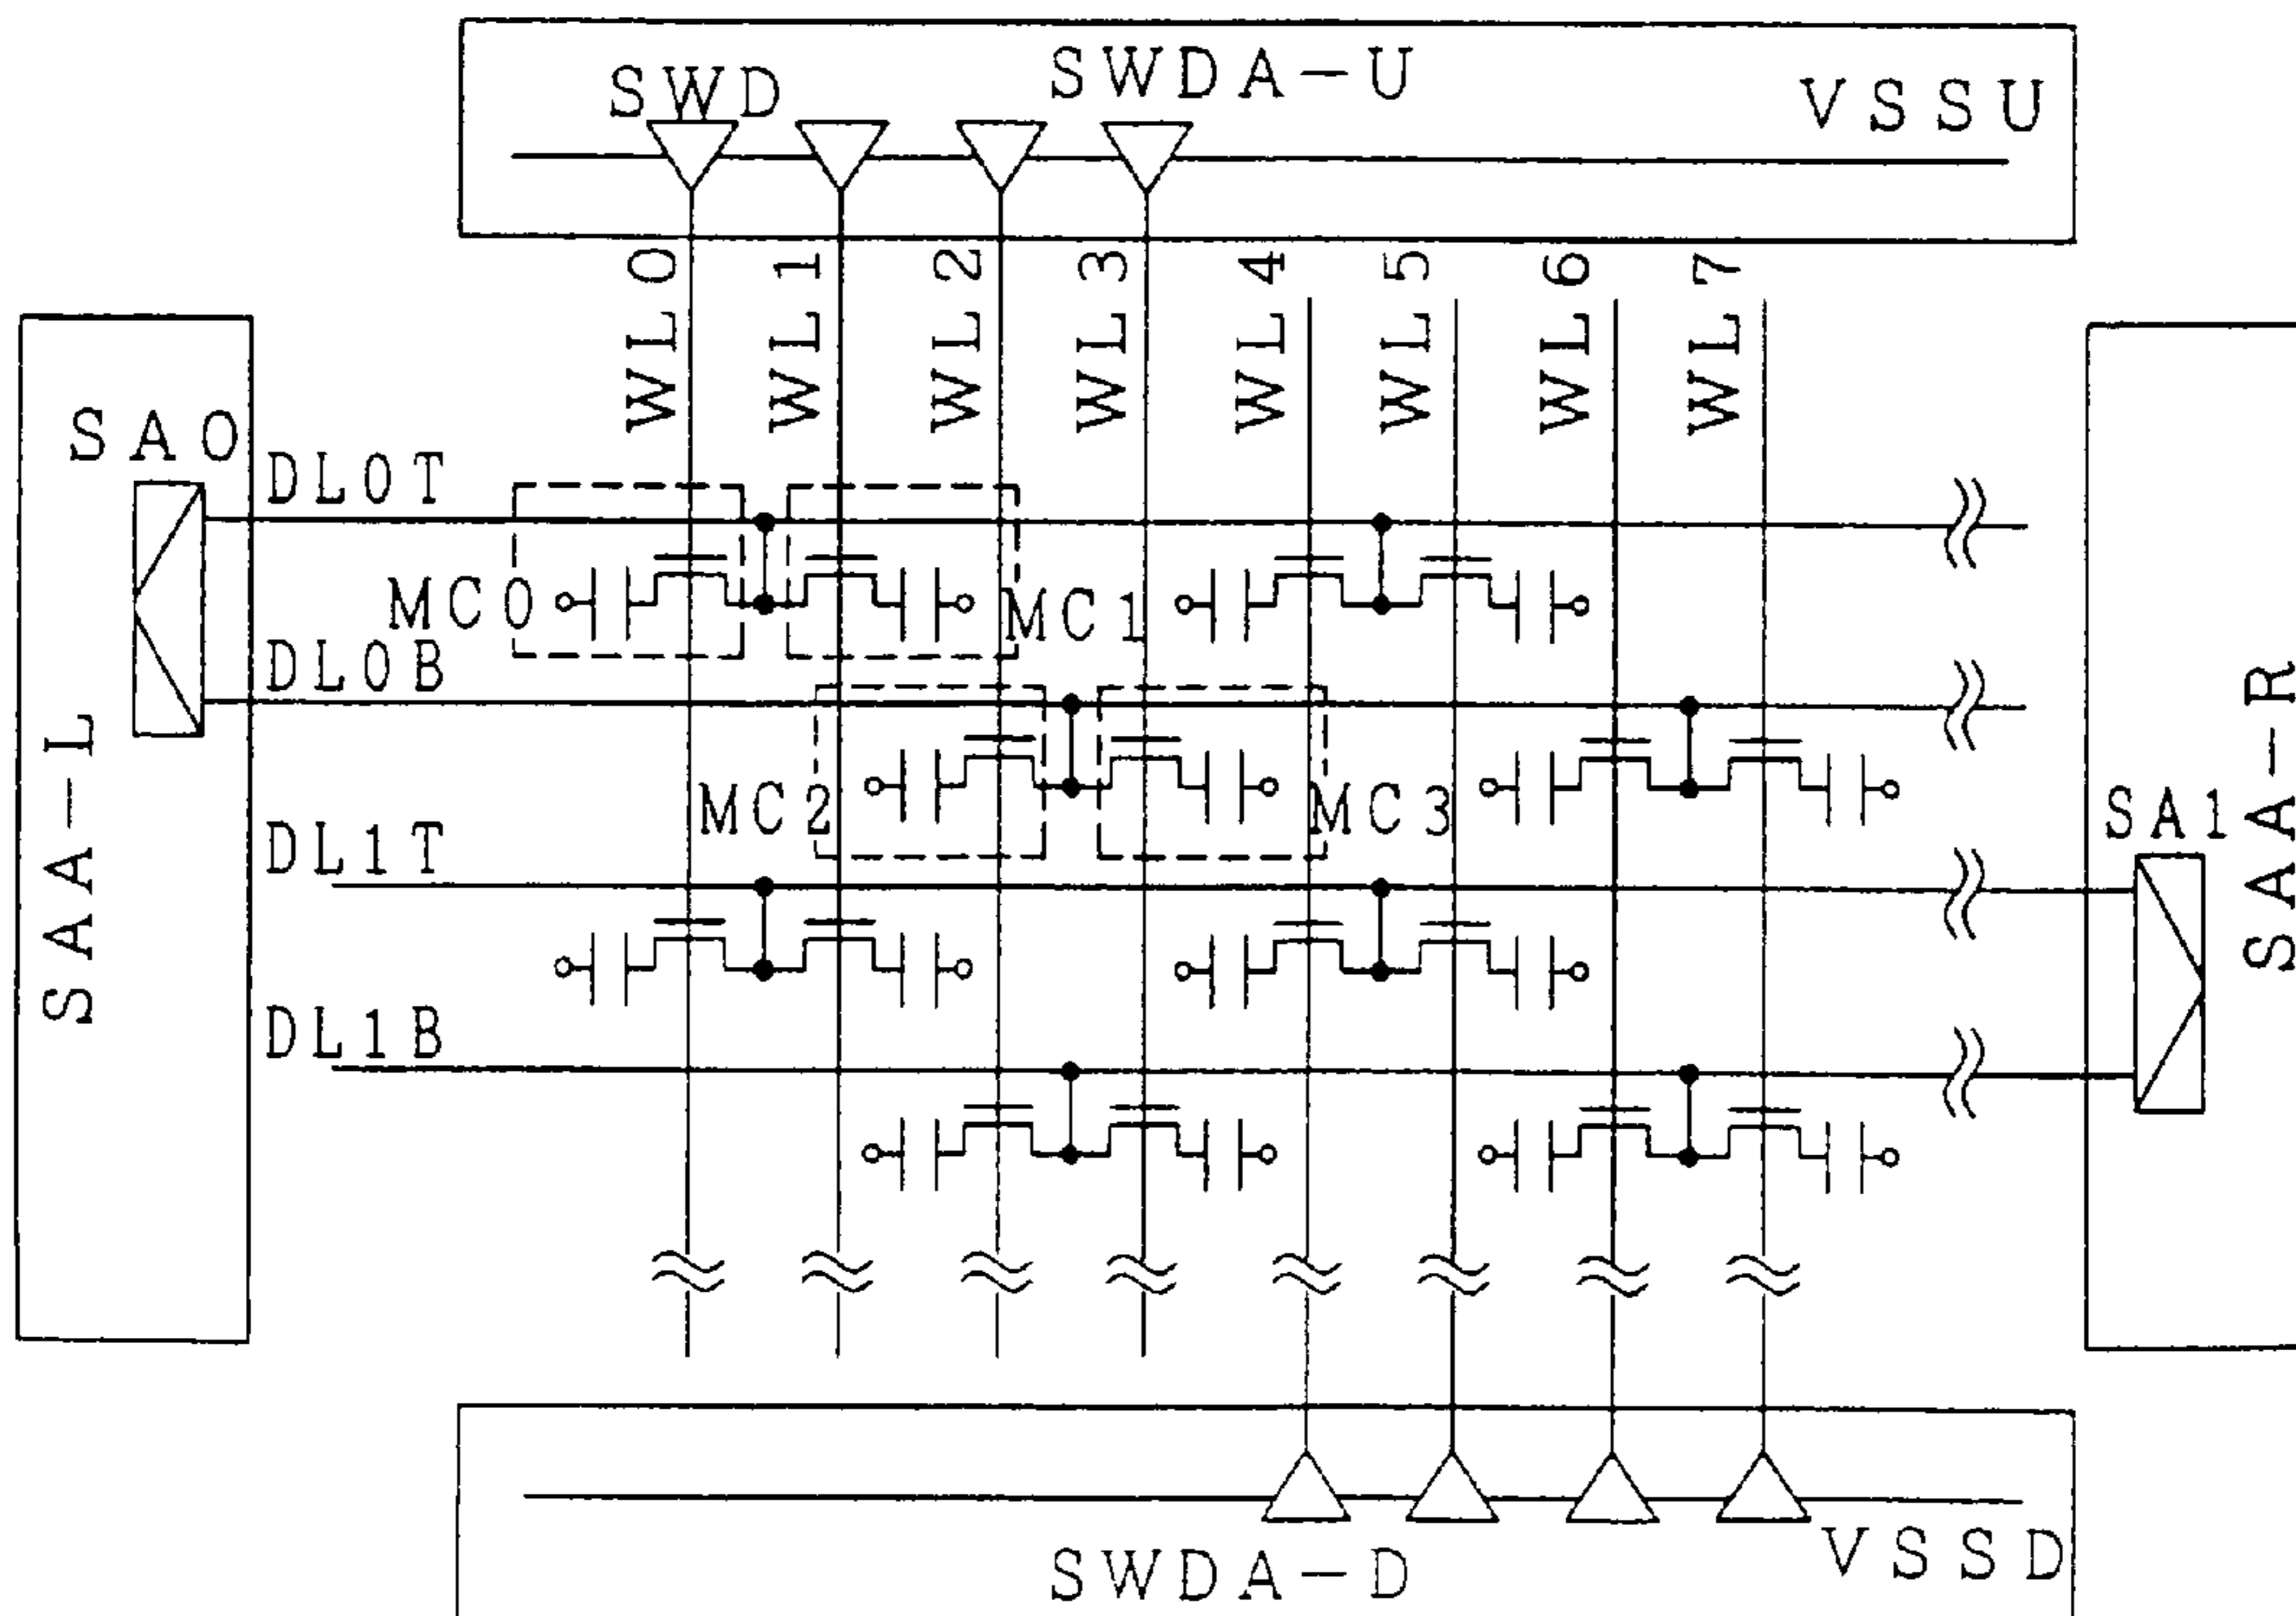 SWD
SWDA-U
VSSU
WL0
WL1
WL2
WL3
WL4
WL5
WL6
WL7
SA0
DL0T
MC0
MC1
DL0B
SAA-L
SAA-R
MC2
MC3
DL1T
SA1
DL1B
SWDA-D
VSSD